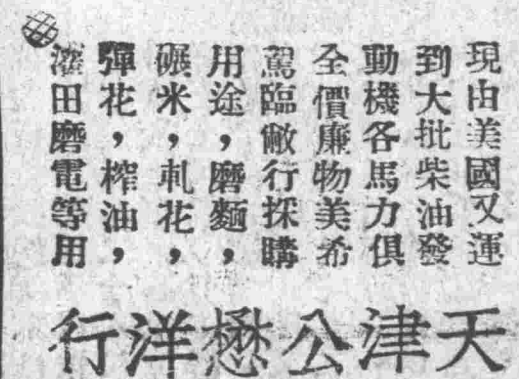 現由美國又運
到大批柴油發
動機各馬力俱
全價廉物美希
駕臨敝行採購
用途，磨麵，
碾米，軋花，
彈花，榨油，
灌田磨電等用
天津公懋洋行